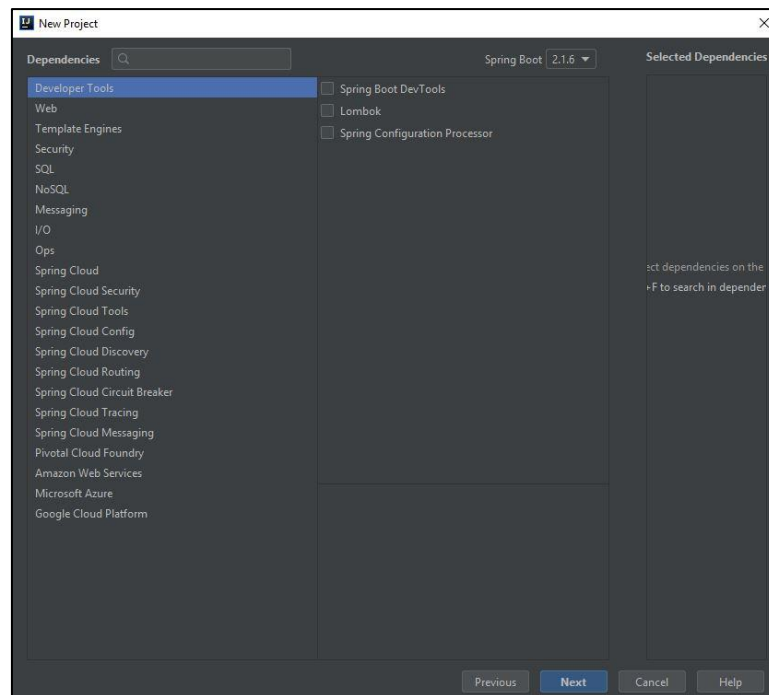 IJ
New Project
Dependencies
Spring Boot 2.1.6
Selected Dependencies
Developer Tools
Web
Template Engines
Security
SQL
NoSQL
Messaging
I/O
Ops
Spring Cloud
Spring Cloud Security
Spring Cloud Tools
Spring Cloud Config
Spring Cloud Discovery
Spring Cloud Routing
Spring Cloud Circuit Breaker
Spring Cloud Tracing
Spring Cloud Messaging
Pivotal Cloud Foundry
Amazon Web Services
Microsoft Azure
Google Cloud Platform
Spring Boot DevTools
Lombok
Spring Configuration Processor
ect dependencies on the
+F to search in depender
Previous
Next
Cancel
Help